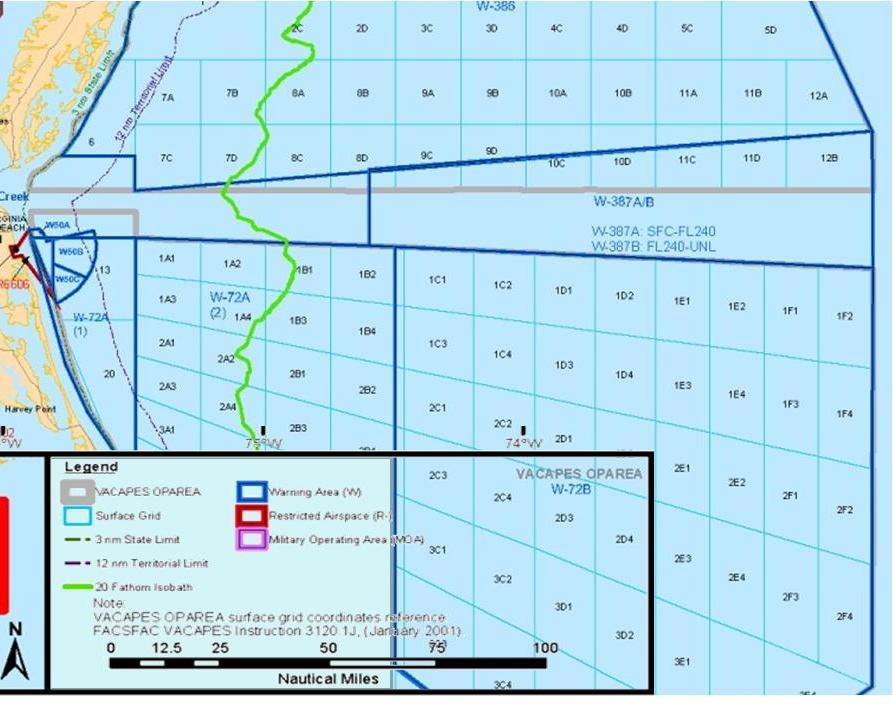 W-386
2C 2D 3C 3D 4C 4D 5C 5D
3 nm State Limit
12 nm Territorial Limit
7A 7B 8A 8B 9A 9B 10A 10B 11A 11B 12A
6
7C 7D 8C 8D 9C 9D 10C 10D 11C 11D 12B
Creek
W-387A/B
W-387A: SFC-FL240
W-387B: FL240-UNL
W50A
W50B
W50C
R6606
13
W-72A
(1)
20
Harvey Point
1A1 1A2 1B1 1B2 1C1 1C2 1D1 1D2 1E1 1E2 1F1 1F2
W-72A
(2)
1A3 1A4 1B3 1B4 1C3 1C4 1D3 1D4 1E3 1E4 1F3 1F4
2A1 2A2 2B1 2B2 2C1 2C2 2D1 2E1 2E2 2F1 2F2
2A3 2A4 2B3 2C3 2C4 2D3 2D4 2E3 2E4 2F3 2F4
3A1 3C1 3C2 3D1 3D2 3E1
3C4
75°W
74°W
VACAPES OPAREA
W-72B
Legend
VACAPES OPAREA
Surface Grid
3 nm State Limit
12 nm Territorial Limit
20 Fathom Isobath
Warning Area (W)
Restricted Airspace (R-)
Military Operating Area (MOA)
Note:
VACAPES OPAREA surface grid coordinates reference
FACSFAC VACAPES Instruction 3120.1J, (January 2001)
0 12.5 25 50 75 100
Nautical Miles
N